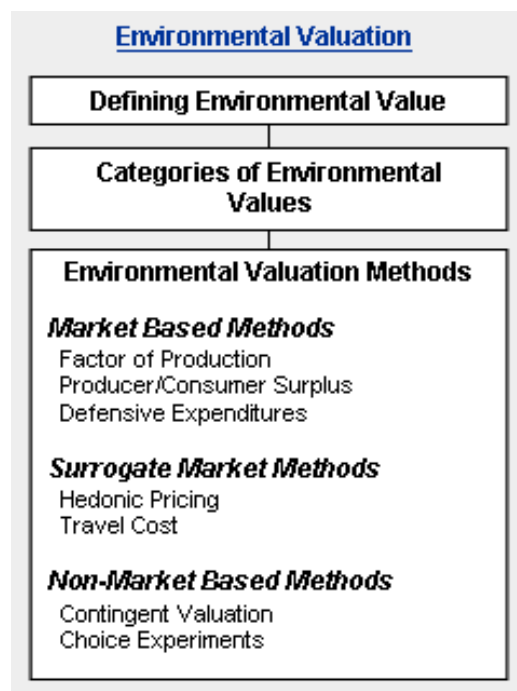 Environmental Valuation
Defining Environmental Value
Categories of Environmental
Values
Environmental Valuation Methods
Market Based Methods
Factor of Production
Producer/Consumer Surplus
Defensive Expenditures
Surrogate Market Methods
Hedonic Pricing
Travel Cost
Non-Market Based Methods
Contingent Valuation
Choice Experiments